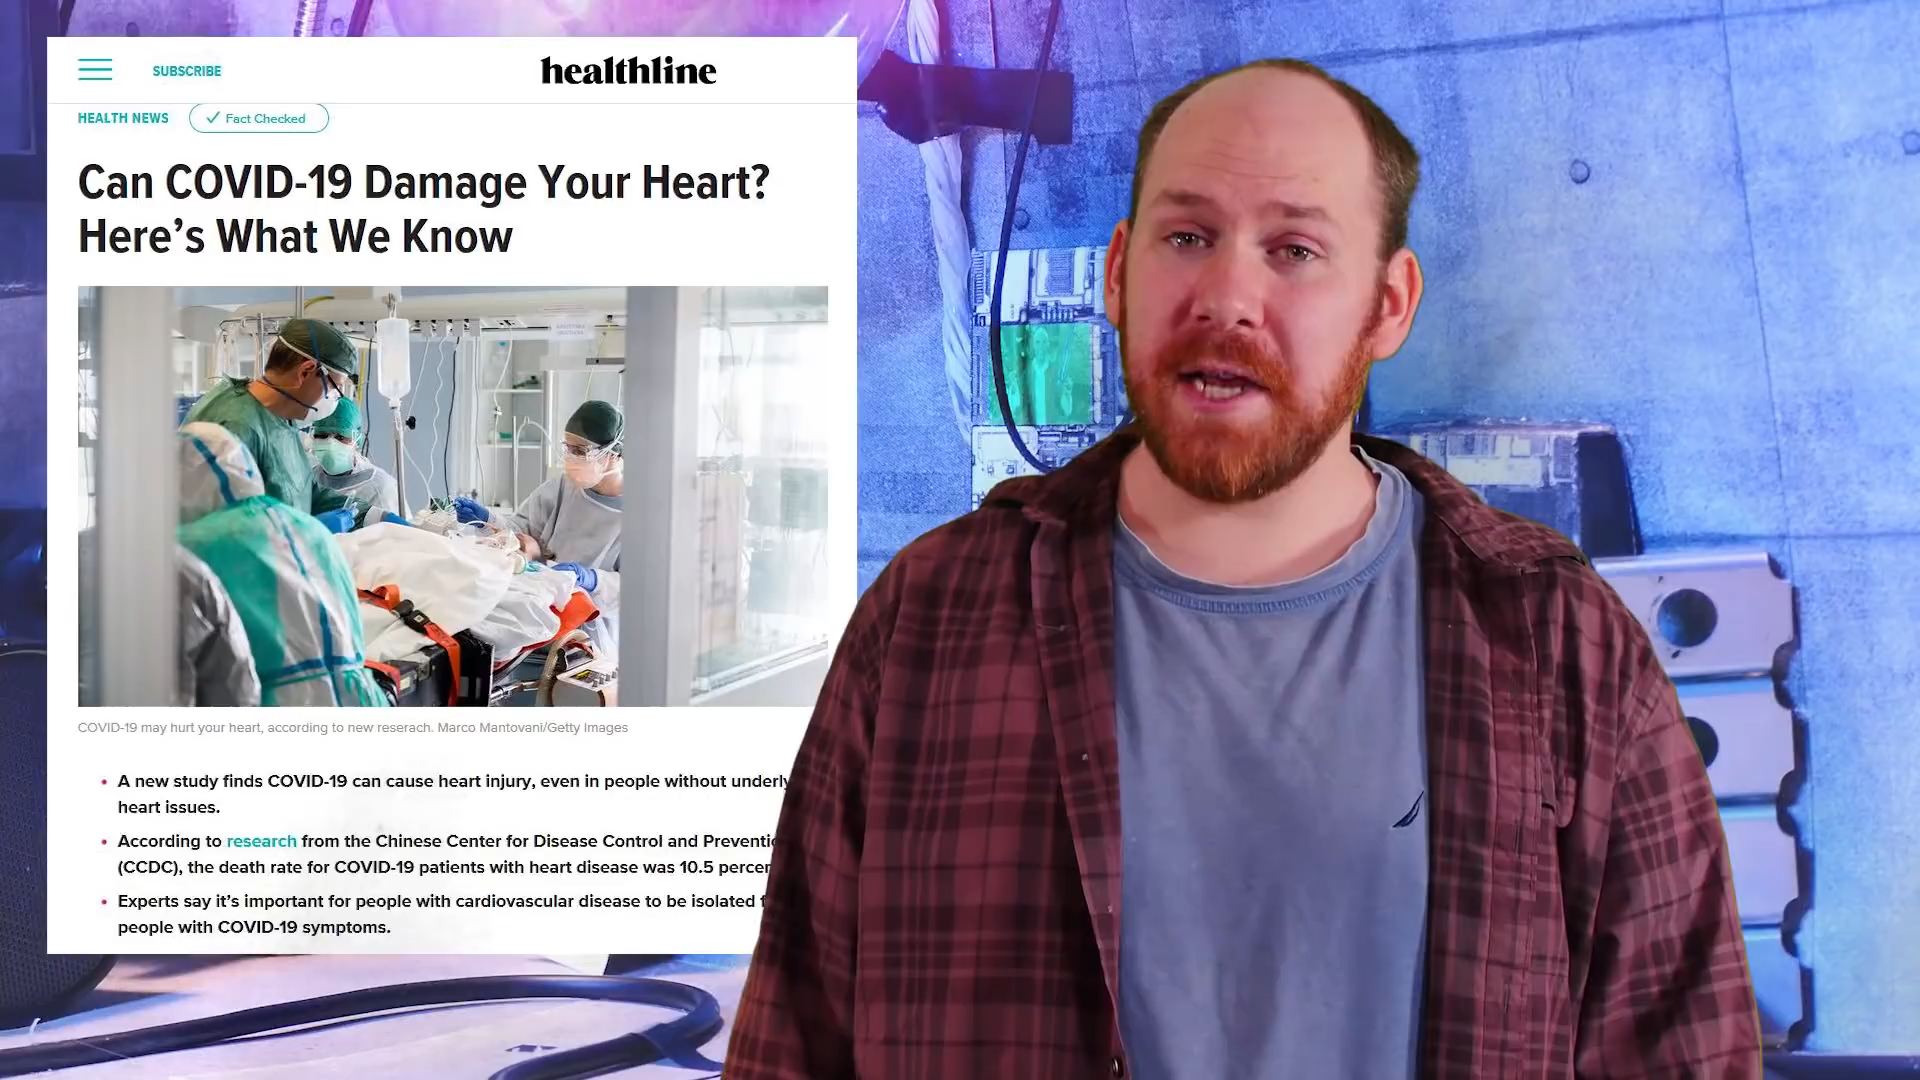 SUBSCRIBE
healthline
HEALTH NEWS
Fact Checked
Can COVID-19 Damage Your Heart?
Here's What We Know
COVID-19 may hurt your heart, according to new reserach. Marco Mantovani/Getty Images
• A new study finds COVID-19 can cause heart injury, even in people without
heart issues.
• According to research from the Chinese Center for Disease Control and
(CCDC), the death rate for COVID-19 patients with heart disease was 10.5
• Experts say it's important for people with cardiovascular disease to be isolated
people with COVID-19 symptoms.